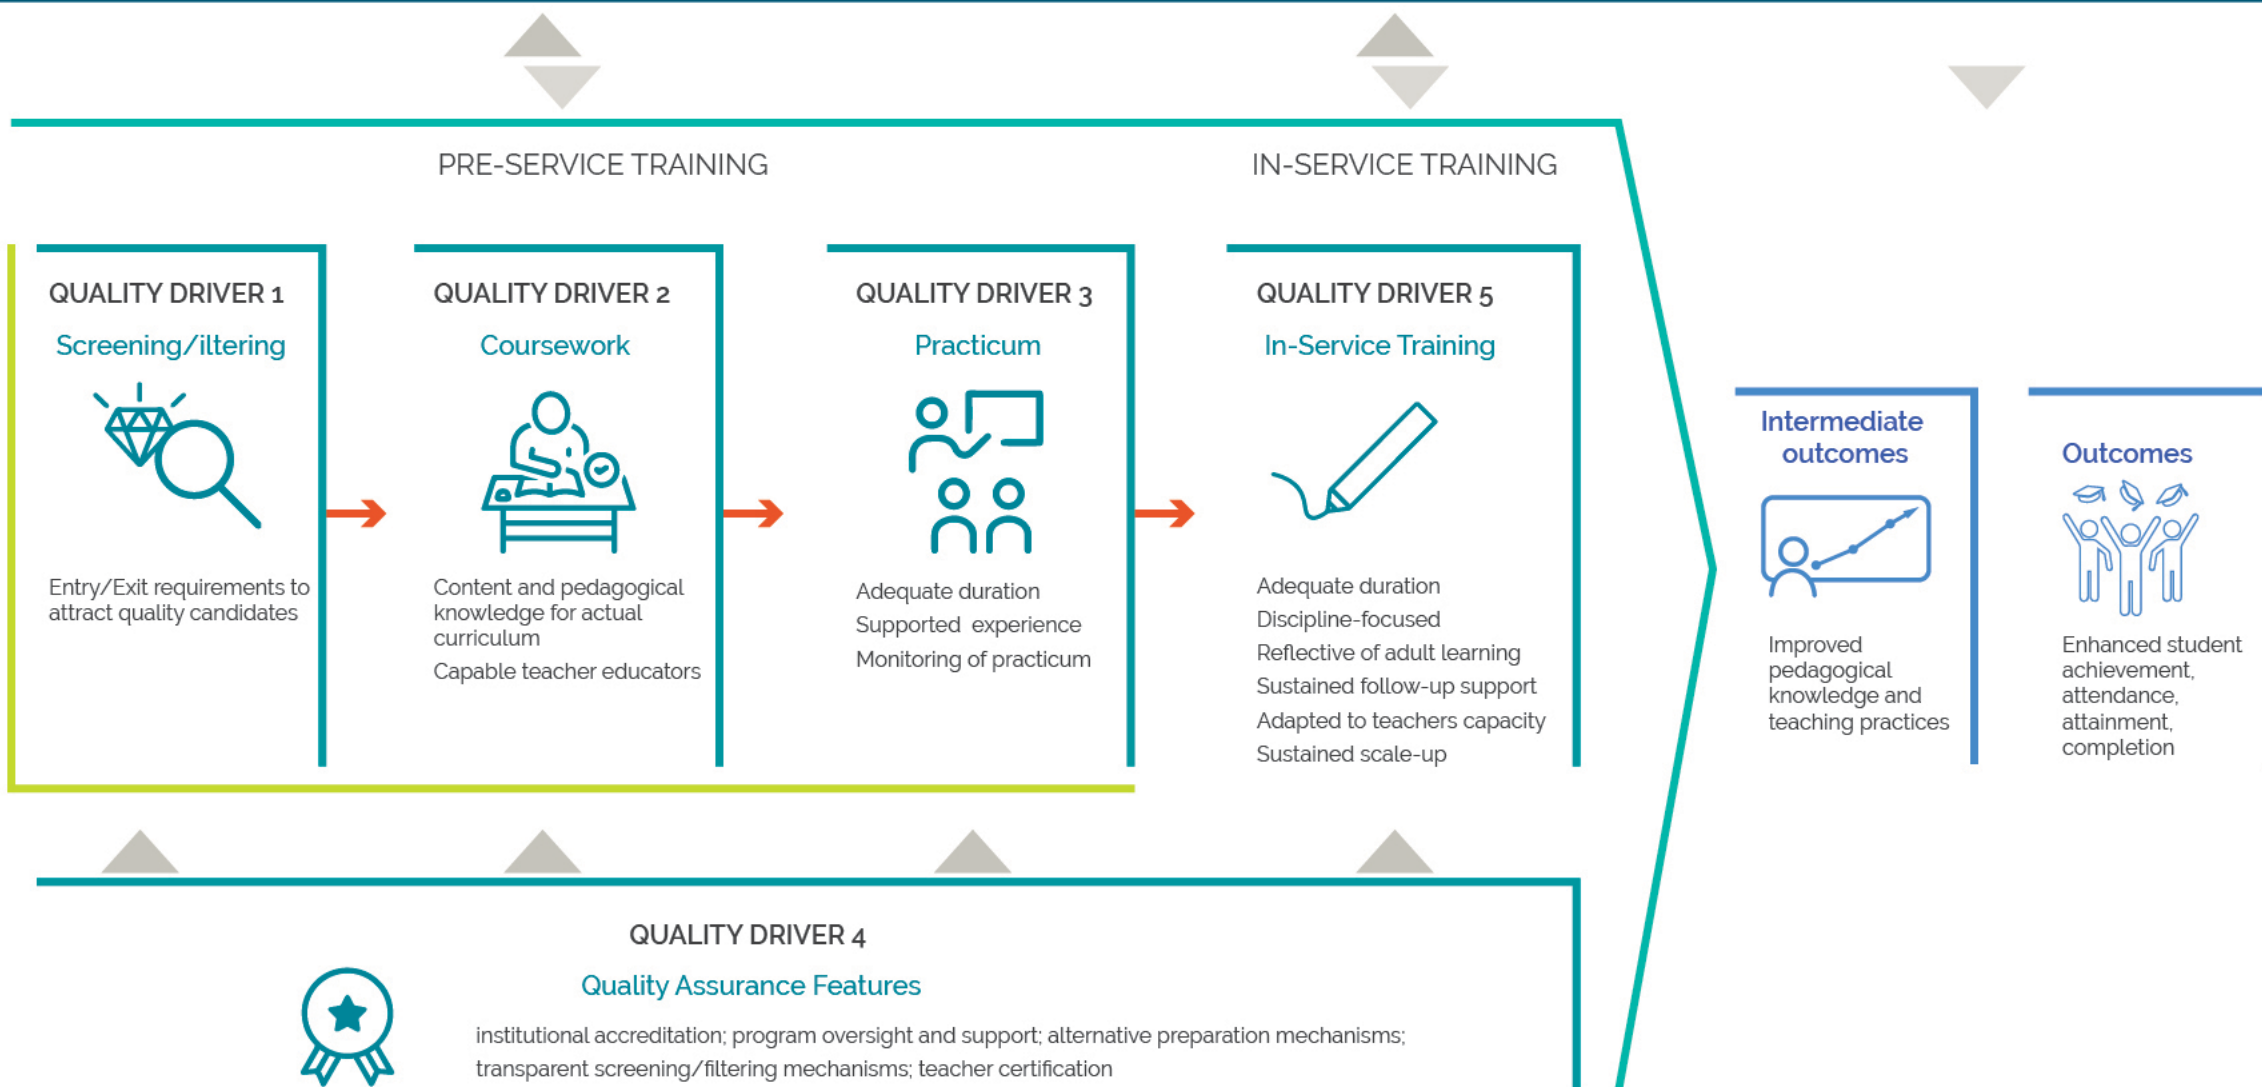 PRE-SERVICE TRAINING
IN-SERVICE TRAINING
QUALITY DRIVER 1
Screening/iltering
Entry/Exit requirements to
attract quality candidates
QUALITY DRIVER 2
Coursework
Content and pedagogical
knowledge for actual
curriculum
Capable teacher educators
QUALITY DRIVER 3
Practicum
Adequate duration
Supported experience
Monitoring of practicum
QUALITY DRIVER 5
In-Service Training
Adequate duration
Discipline-focused
Reflective of adult learning
Sustained follow-up support
Adapted to teachers capacity
Sustained scale-up
Intermediate
outcomes
Improved
pedagogical
knowledge and
teaching practices
Outcomes
Enhanced student
achievement,
attendance,
attainment,
completion
QUALITY DRIVER 4
Quality Assurance Features
institutional accreditation; program oversight and support; alternative preparation mechanisms;
transparent screening/filtering mechanisms; teacher certification